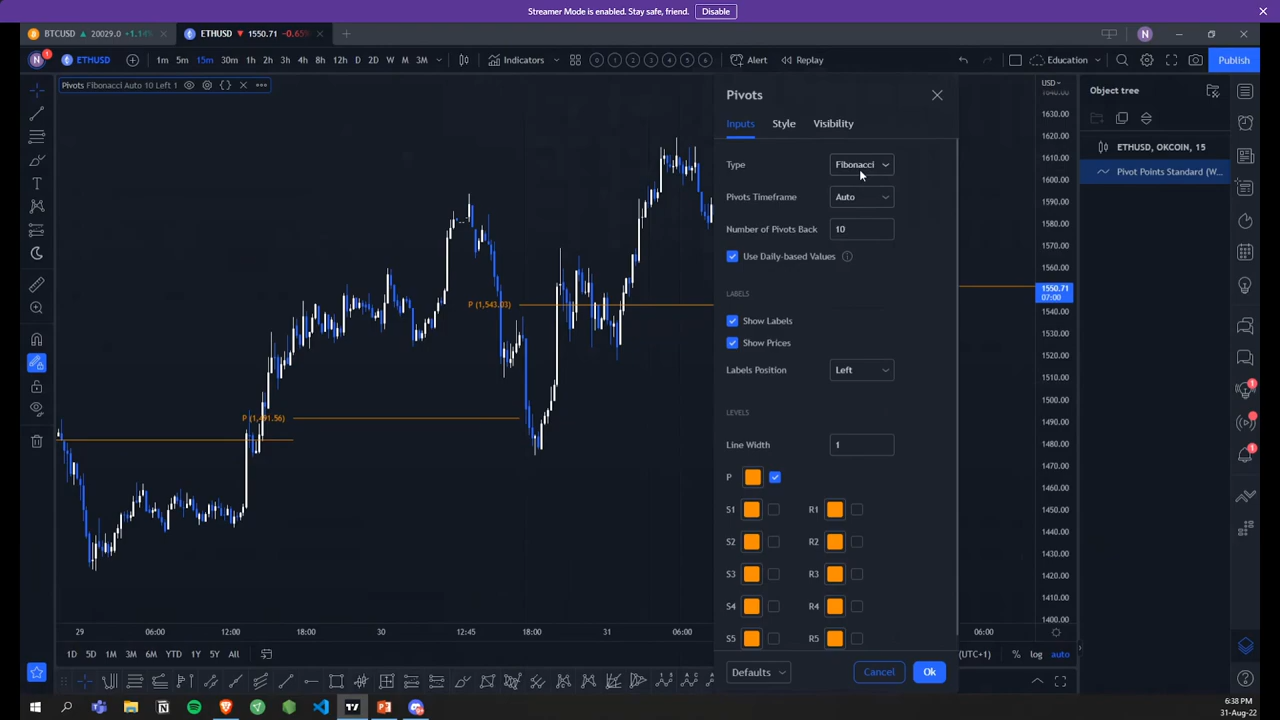 Streamer Mode is enabled. Stay safe, friend. Disable
BTCUSD 20029.0 +1.14%
ETHUSD 1550.71 −0.65%
N
ETHUSD 1m 5m 15m 30m 1h 2h 3h 4h 8h 12h D 2D W M 3M Indicators Alert Replay Education Publish
Pivots Fibonacci Auto 10 Left 1
Pivots
Inputs Style Visibility
Type Fibonacci
Pivots Timeframe Auto
Number of Pivots Back 10
Use Daily-based Values
LABELS
Show Labels
Show Prices
Labels Position Left
LEVELS
Line Width 1
P
S1 R1
S2 R2
S3 R3
S4 R4
S5 R5
Defaults Cancel Ok
P (1,543.03)
P (1,491.56)
USD
1640.00
1630.00
1620.00
1610.00
1600.00
1590.00
1580.00
1570.00
1560.00
1550.71
07:00
1540.00
1530.00
1520.00
1510.00
1500.00
1490.00
1480.00
1470.00
1460.00
1450.00
1440.00
1430.00
1420.00
1410.00
1400.00
Object tree
ETHUSD, OKCOIN, 15
Pivot Points Standard (W...
29 06:00 12:00 18:00 30 12:45 18:00 31 06:00 06:00
1D 5D 1M 3M 6M YTD 1Y 5Y All
(UTC+1) % log auto
6:38 PM
31-Aug-22